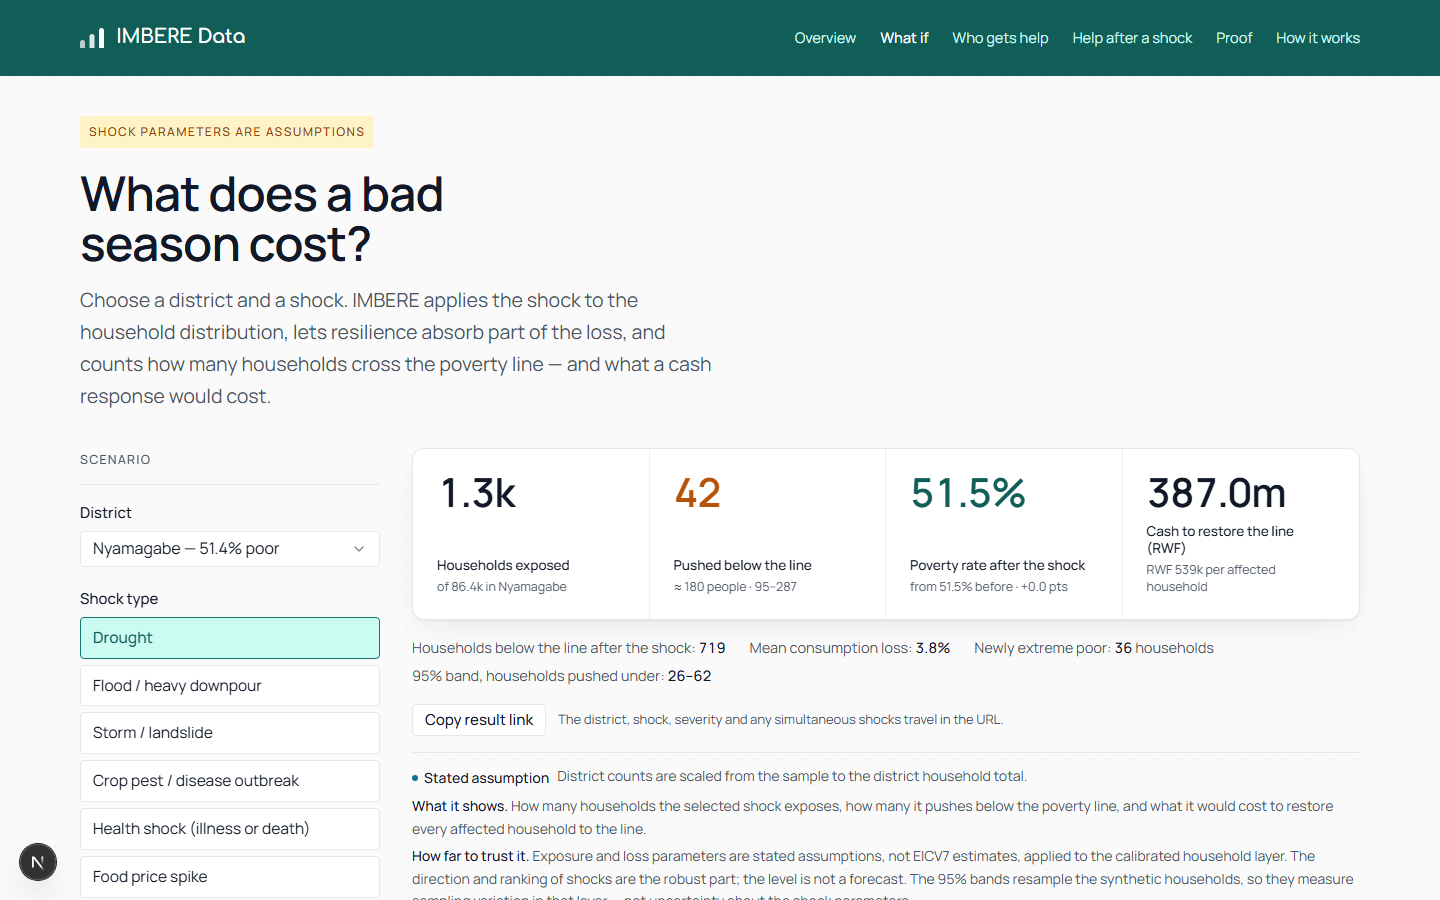 IMBERE Data
Overview
What if
Who gets help
Help after a shock
Proof
How it works
SHOCK PARAMETERS ARE ASSUMPTIONS
What does a bad
season cost?
Choose a district and a shock. IMBERE applies the shock to the
household distribution, lets resilience absorb part of the loss, and
counts how many households cross the poverty line — and what a cash
response would cost.
SCENARIO
District
Nyamagabe — 51.4% poor
Shock type
Drought
Flood / heavy downpour
Storm / landslide
Crop pest / disease outbreak
Health shock (illness or death)
Food price spike
1.3k
Households exposed
of 86.4k in Nyamagabe
42
Pushed below the line
≈ 180 people · 95–287
51.5%
Poverty rate after the shock
from 51.5% before · +0.0 pts
387.0m
Cash to restore the line
(RWF)
RWF 539k per affected
household
Households below the line after the shock: 719
Mean consumption loss: 3.8%
Newly extreme poor: 36 households
95% band, households pushed under: 26–62
Copy result link
The district, shock, severity and any simultaneous shocks travel in the URL.
Stated assumption District counts are scaled from the sample to the district household total.
What it shows. How many households the selected shock exposes, how many it pushes below the poverty line, and what it would cost to restore
every affected household to the line.
How far to trust it. Exposure and loss parameters are stated assumptions, not EICV7 estimates, applied to the calibrated household layer. The
direction and ranking of shocks are the robust part; the level is not a forecast. The 95% bands resample the synthetic households, so they measure
sampling variation in that layer — not uncertainty about the shock parameters.
N